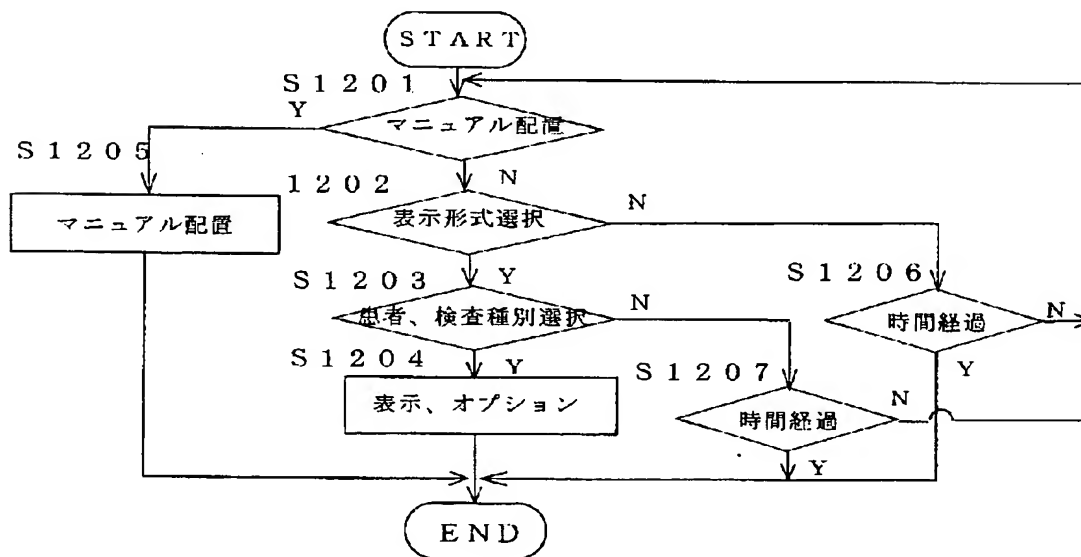 START
S1201
Y
マニュアル配置
S1205
マニュアル配置
N
1202
表示形式選択
N
S1203
Y
患者、検査種別選択
N
S1206
時間経過
N
Y
S1204
Y
表示、オプション
S1207
時間経過
N
Y
END